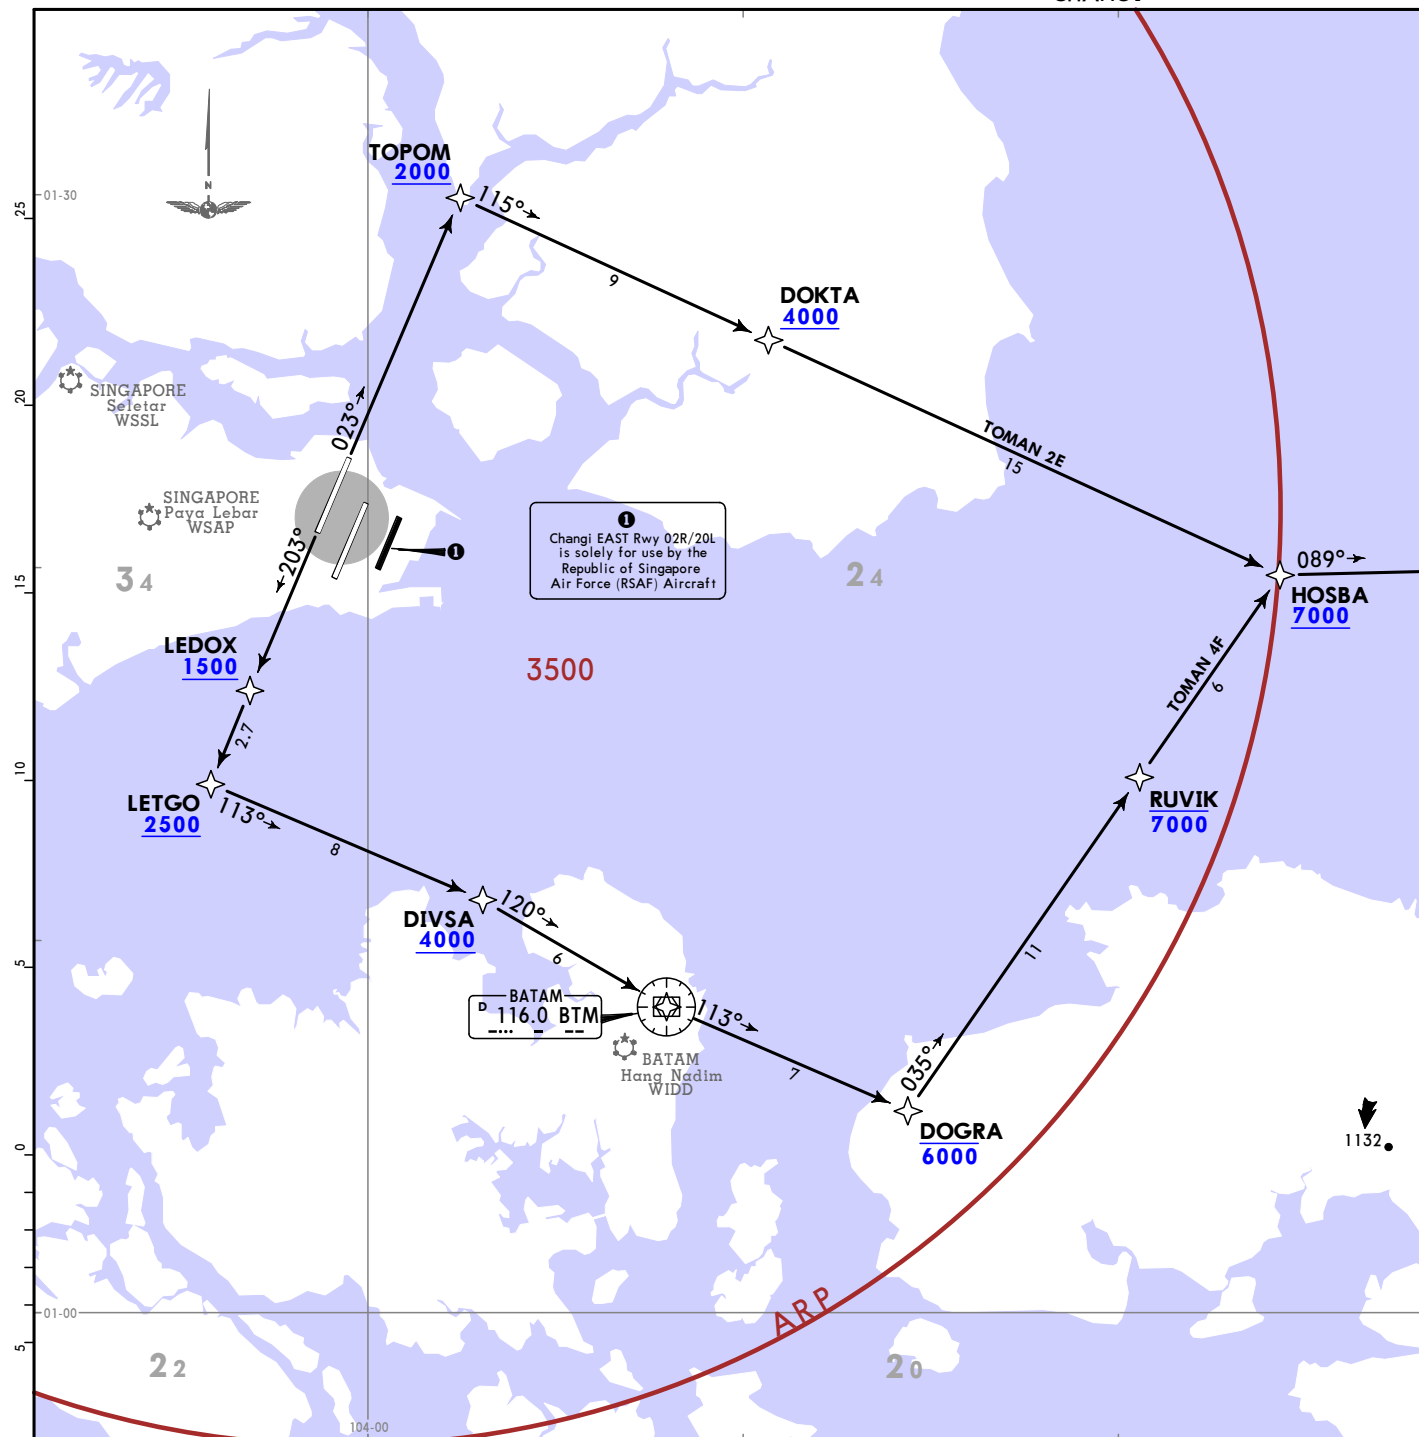 N
01-30
25
20
15
10
5
0
5
TOPOM
2000
115°
9
DOKTA
4000
TOMAN 2E
15
023°
SINGAPORE
Seletar
WSSL
SINGAPORE
Paya Lebar
WSAP
203°
1
1
Changi EAST Rwy 02R/20L
is solely for use by the
Republic of Singapore
Air Force (RSAF) Aircraft
34
24
089°
HOSBA
7000
LEDOX
1500
3500
TOMAN 4F
6
2.7
LETGO
2500
113°
8
RUVIK
7000
DIVSA
4000
120°
6
11
BATAM
D 116.0 BTM
113°
7
BATAM
Hang Nadim
WIDD
035°
DOGRA
6000
1132
01-00
ARP
22
20
104-00